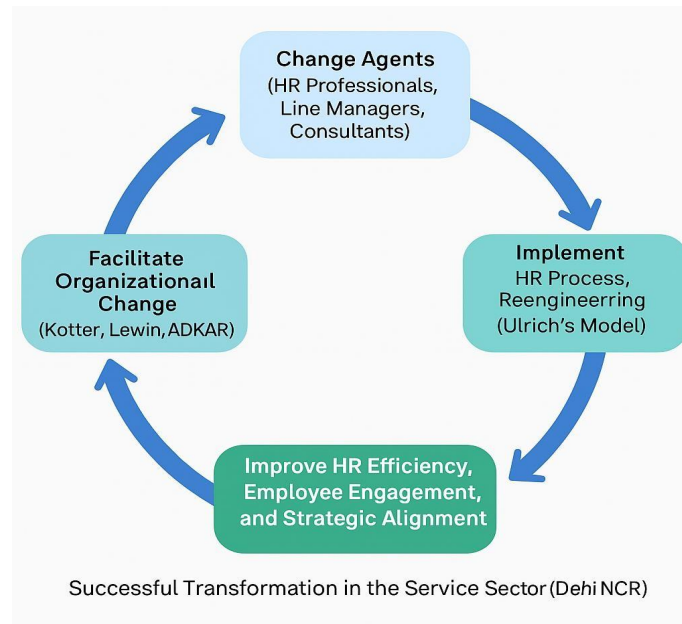 Change Agents
(HR Professionals,
Line Managers,
Consultants)
Implement
HR Process,
Reengineerring
(Ulrich's Model)
Improve HR Efficiency,
Employee Engagement,
and Strategic Alignment
Facilitate
Organizationaıl
Change
(Kotter, Lewin, ADKAR)
Successful Transformation in the Service Sector (Dehi NCR)